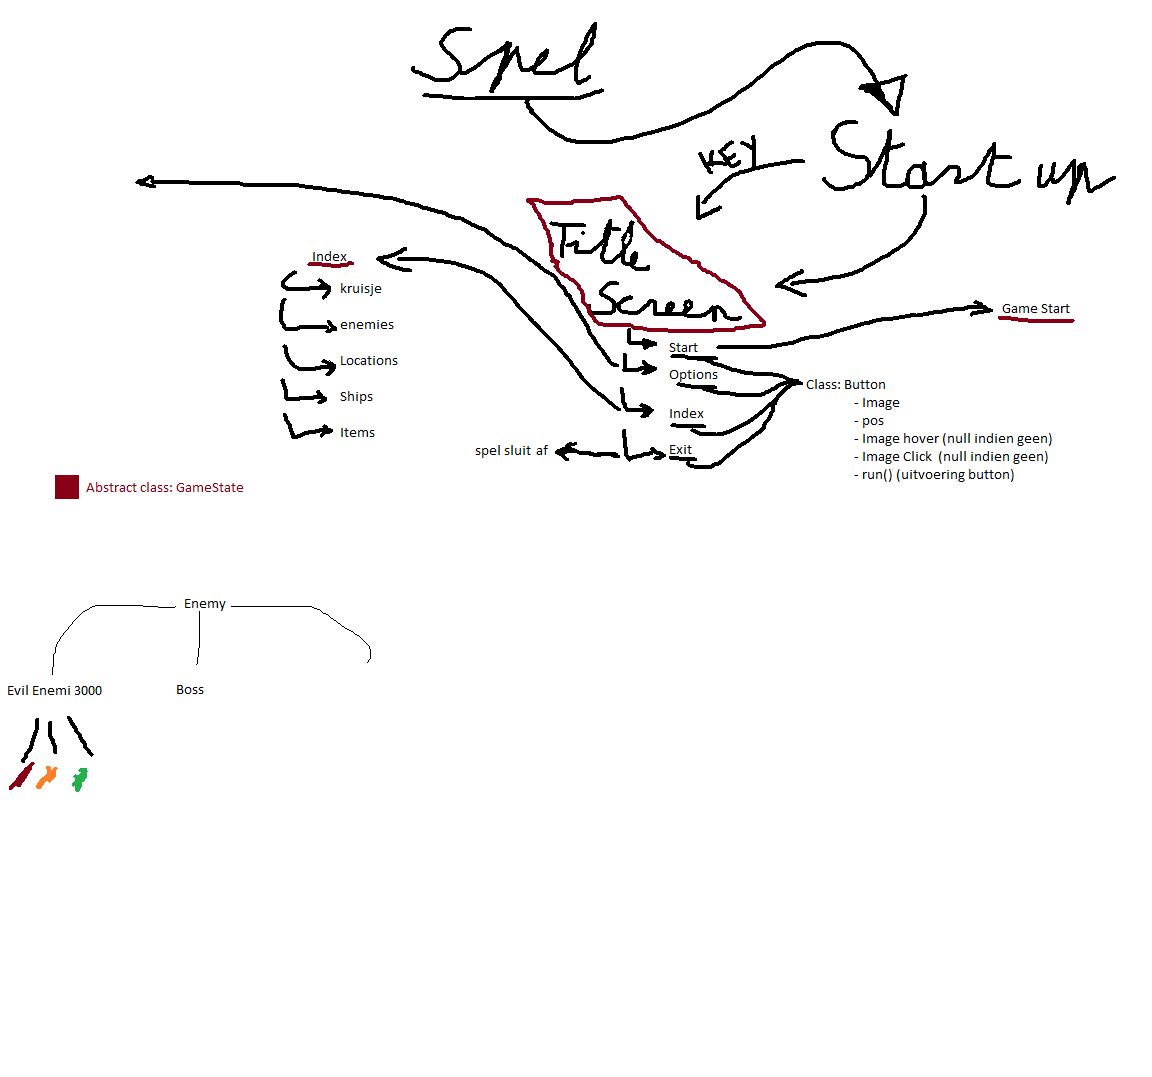 Spel
Start up
KEY
Title
Screen
Index
kruisje
enemies
Locations
Ships
Items
Start
Options
Index
Exit
spel sluit af
Game Start
Class: Button
- Image
- pos
- Image hover (null indien geen)
- Image Click (null indien geen)
- run() (uitvoering button)
Abstract class: GameState
Enemy
Evil Enemi 3000
Boss